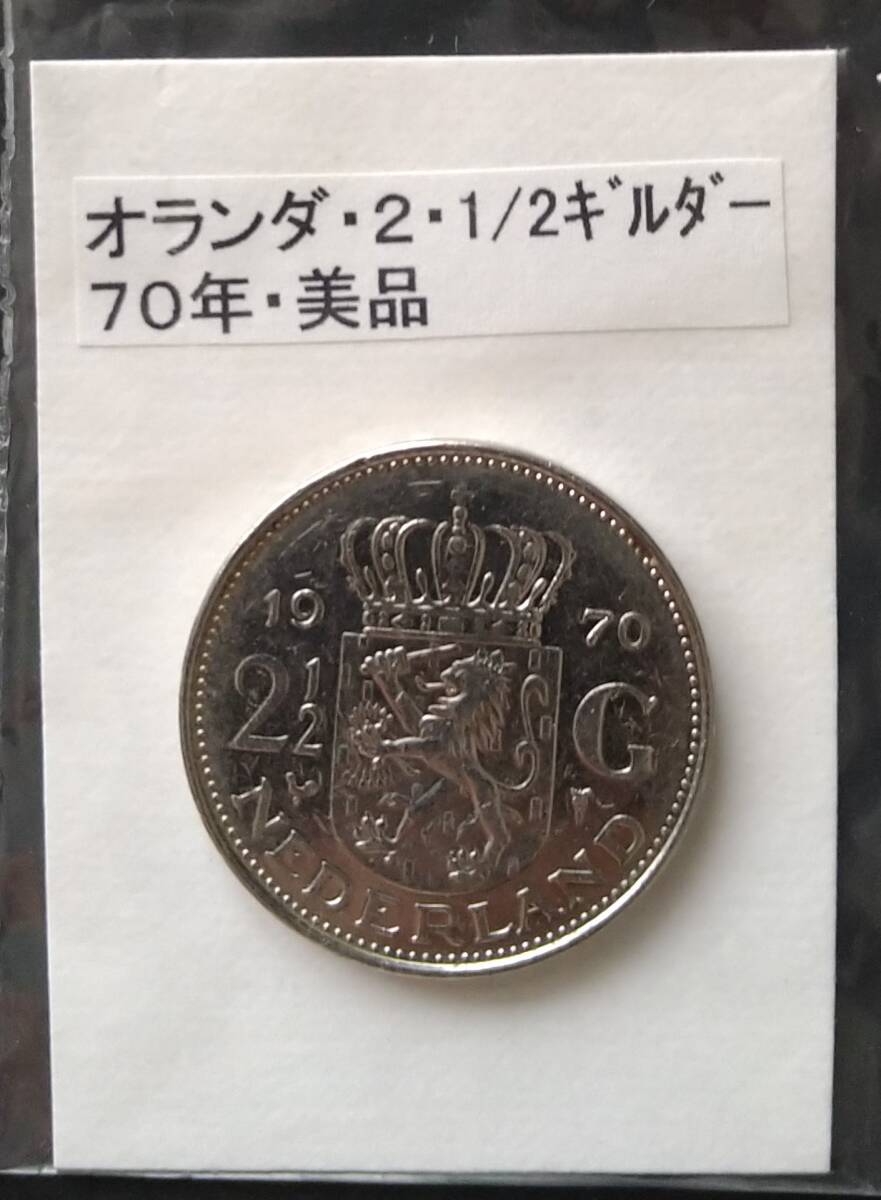 オランダ・２・1/2ｷﾞﾙﾀﾞｰ
７０年・美品
19 70
2 1/2 G
NEDERLAND